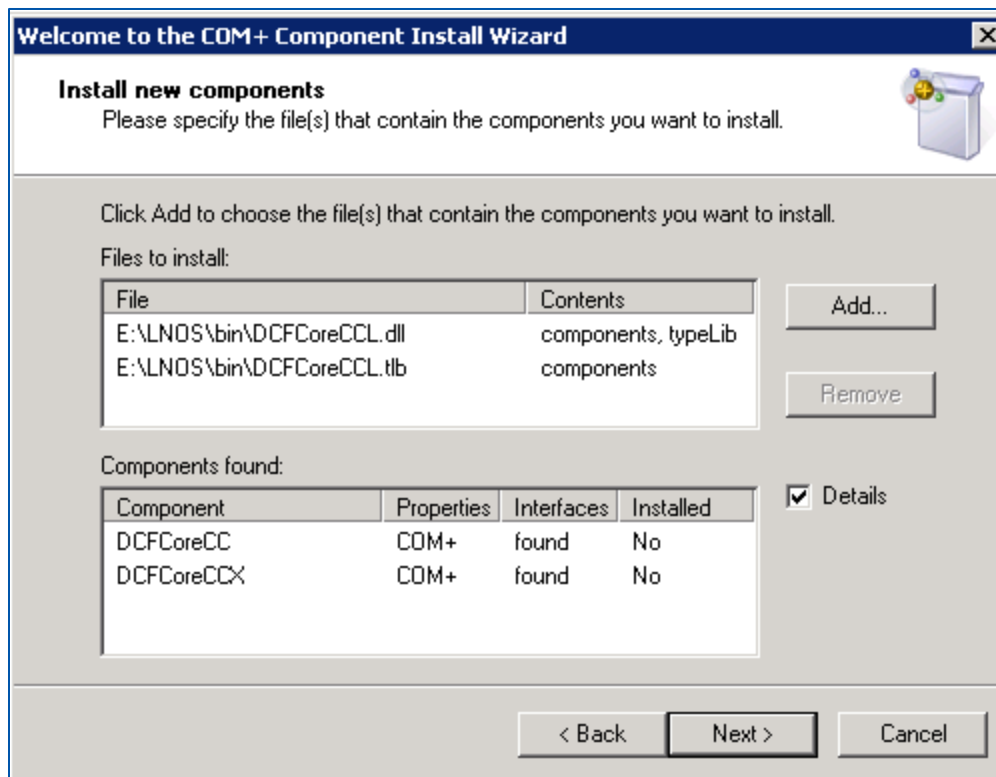 Welcome to the COM+ Component Install Wizard
Install new components
Please specify the file(s) that contain the components you want to install.
Click Add to choose the file(s) that contain the components you want to install.
Files to install:
File Contents
E:\LNOS\bin\DCFCoreCCL.dll components, typeLib
E:\LNOS\bin\DCFCoreCCL.tlb components
Add...
Remove
Components found:
Component Properties Interfaces Installed
DCFCoreCC COM+ found No
DCFCoreCCX COM+ found No
Details
< Back Next > Cancel